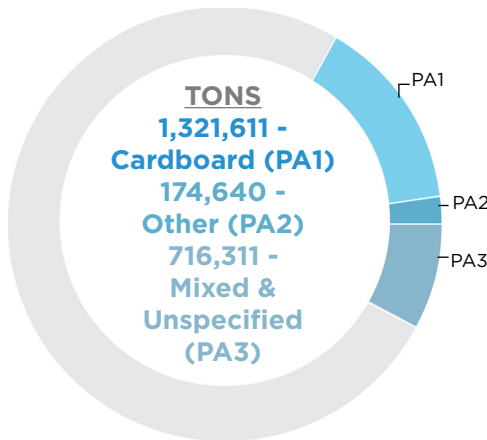 TONS
1,321,611 -
Cardboard (PA1)
174,640 -
Other (PA2)
716,311 -
Mixed &
Unspecified
(PA3)
PA1
PA2
PA3